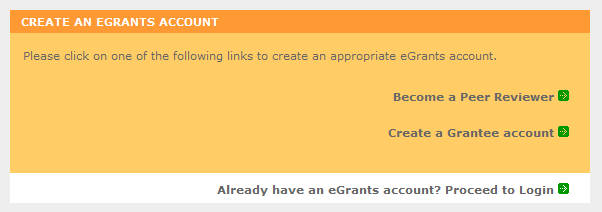 CREATE AN EGRANTS ACCOUNT
Please click on one of the following links to create an appropriate eGrants account.
Become a Peer Reviewer
Create a Grantee account
Already have an eGrants account? Proceed to Login